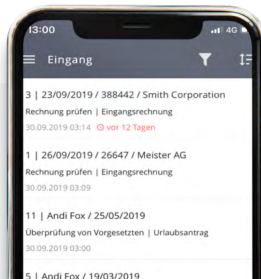 13:00 4G
Eingang
3 | 23/09/2019 / 388442 / Smith Corporation
Rechnung prüfen | Eingangsrechnung
30.09.2019 03:14 vor 12 Tagen
1 | 26/09/2019 / 26647 / Meister AG
Rechnung prüfen | Eingangsrechnung
30.09.2019 03:09
11 | Andi Fox / 25/05/2019
Überprüfung von Vorgesetzten | Urlaubsantrag
30.09.2019 03:00
5 | Andi Fox / 19/03/2019